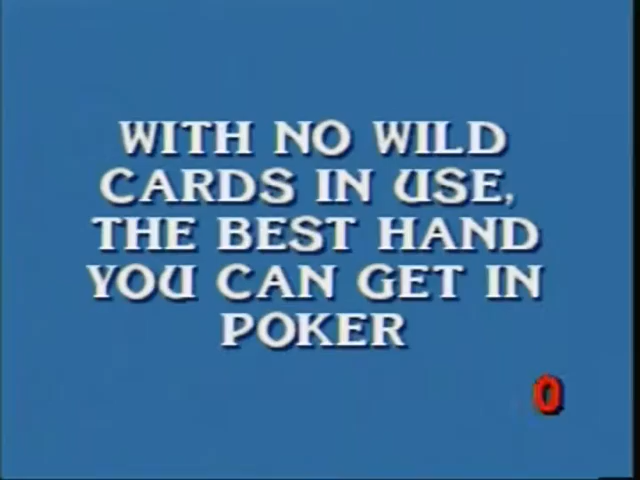 WITH NO WILD
CARDS IN USE,
THE BEST HAND
YOU CAN GET IN
POKER
0